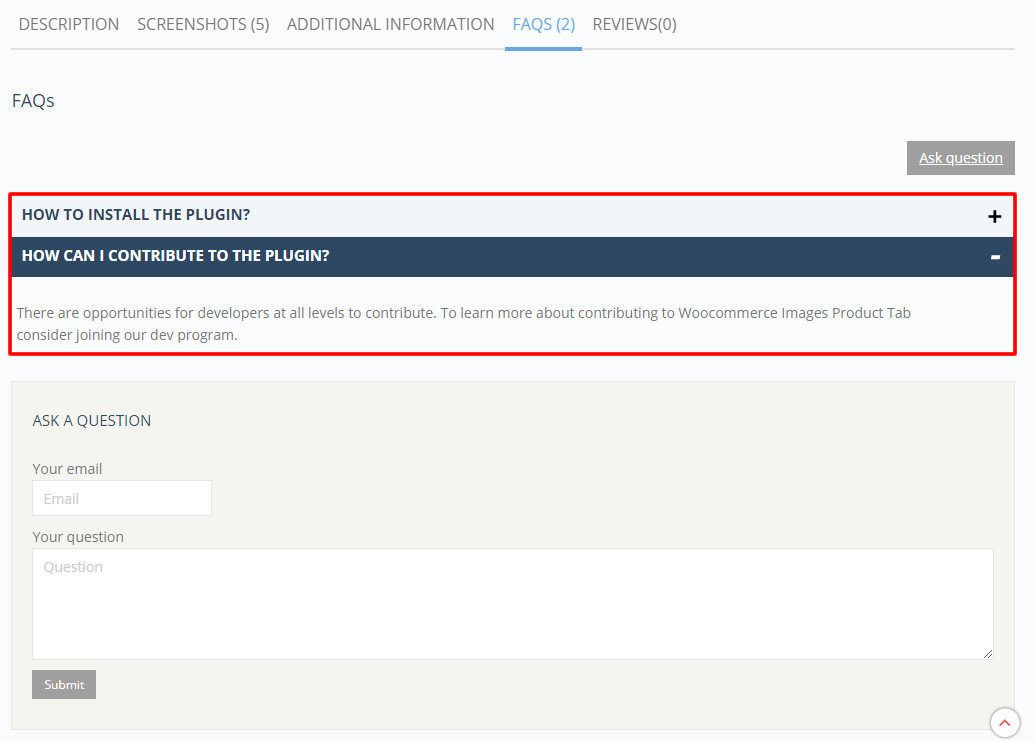 DESCRIPTION SCREENSHOTS (5) ADDITIONAL INFORMATION FAQS (2) REVIEWS(0)
FAQs
Ask question
HOW TO INSTALL THE PLUGIN? +
HOW CAN I CONTRIBUTE TO THE PLUGIN? -
There are opportunities for developers at all levels to contribute. To learn more about contributing to Woocommerce Images Product Tab
consider joining our dev program.
ASK A QUESTION
Your email
Email
Your question
Question
Submit